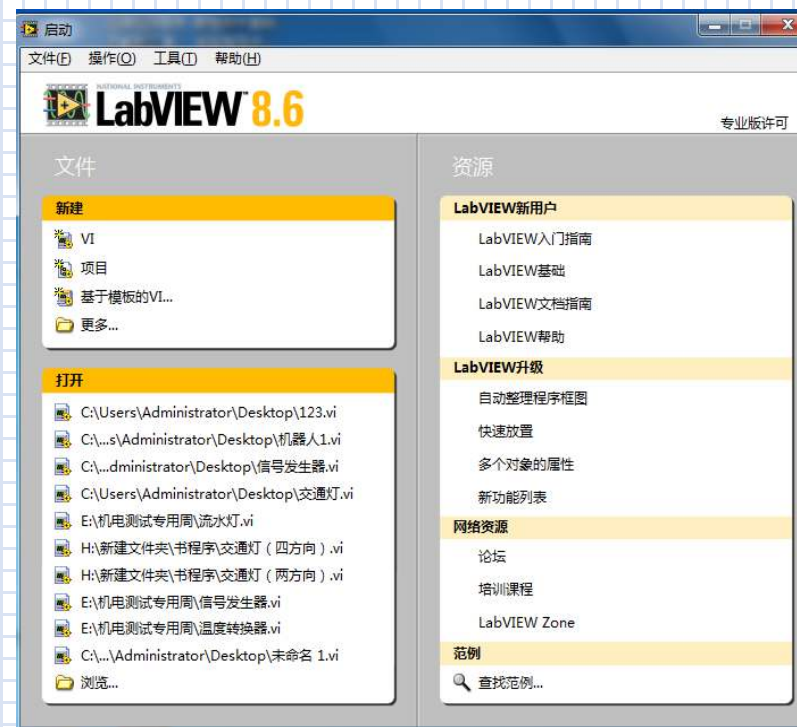 启动
文件(F) 操作(O) 工具(T) 帮助(H)
NATIONAL INSTRUMENTS
LabVIEW™ 8.6
专业版许可
文件
新建
VI
项目
基于模板的VI...
更多...
打开
C:\Users\Administrator\Desktop\123.vi
C:\...s\Administrator\Desktop\机器人1.vi
C:\...dministrator\Desktop\信号发生器.vi
C:\Users\Administrator\Desktop\交通灯.vi
E:\机电测试专用周\流水灯.vi
H:\新建文件夹\书程序\交通灯（四方向）.vi
H:\新建文件夹\书程序\交通灯（两方向）.vi
E:\机电测试专用周\信号发生器.vi
E:\机电测试专用周\温度转换器.vi
C:\...\Administrator\Desktop\未命名 1.vi
浏览...
资源
LabVIEW新用户
LabVIEW入门指南
LabVIEW基础
LabVIEW文档指南
LabVIEW帮助
LabVIEW升级
自动整理程序框图
快速放置
多个对象的属性
新功能列表
网络资源
论坛
培训课程
LabVIEW Zone
范例
查找范例...